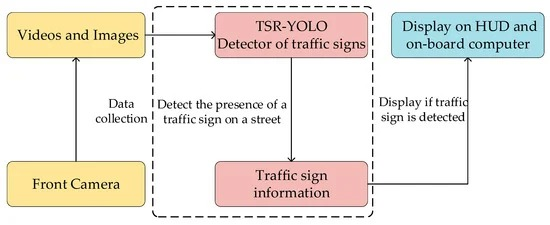 Videos and Images
TSR-YOLO
Detector of traffic signs
Display on HUD and
on-board computer
Data
collection
Detect the presence of a
traffic sign on a street
Display if traffic
sign is detected
Front Camera
Traffic sign
information